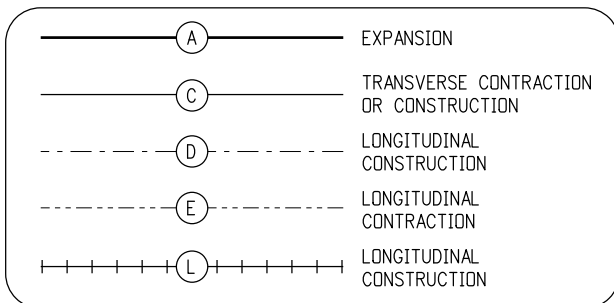 A EXPANSION
C TRANSVERSE CONTRACTION
OR CONSTRUCTION
D LONGITUDINAL
CONSTRUCTION
E LONGITUDINAL
CONTRACTION
L LONGITUDINAL
CONSTRUCTION